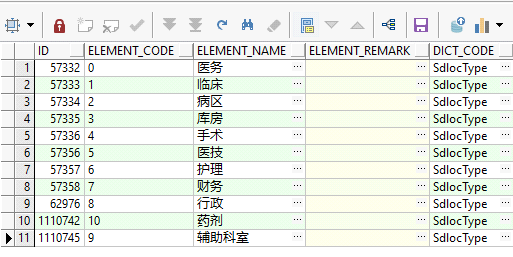 ID ELEMENT_CODE ELEMENT_NAME ELEMENT_REMARK DICT_CODE
1 57332 0 医务 ... ... SdlocType ...
2 57333 1 临床 ... ... SdlocType ...
3 57334 2 病区 ... ... SdlocType ...
4 57335 3 库房 ... ... SdlocType ...
5 57336 4 手术 ... ... SdlocType ...
6 57356 5 医技 ... ... SdlocType ...
7 57357 6 护理 ... ... SdlocType ...
8 57358 7 财务 ... ... SdlocType ...
9 62976 8 行政 ... ... SdlocType ...
10 1110742 10 药剂 ... ... SdlocType ...
11 1110745 9 辅助科室 ... ... SdlocType ...